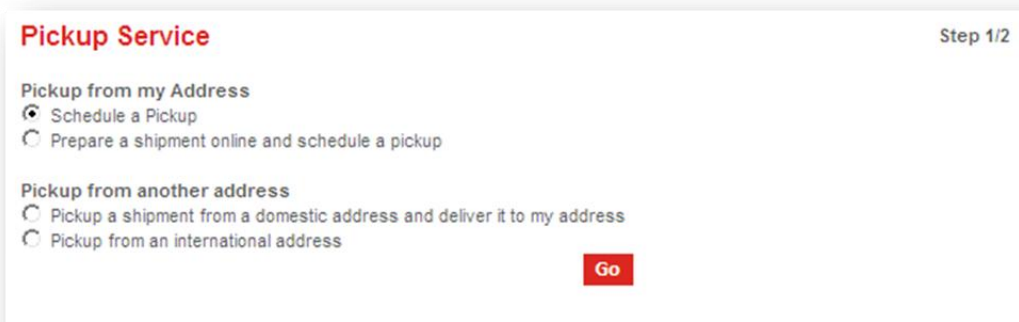 Pickup Service
Step 1/2
Pickup from my Address
Schedule a Pickup
Prepare a shipment online and schedule a pickup
Pickup from another address
Pickup a shipment from a domestic address and deliver it to my address
Pickup from an international address
Go